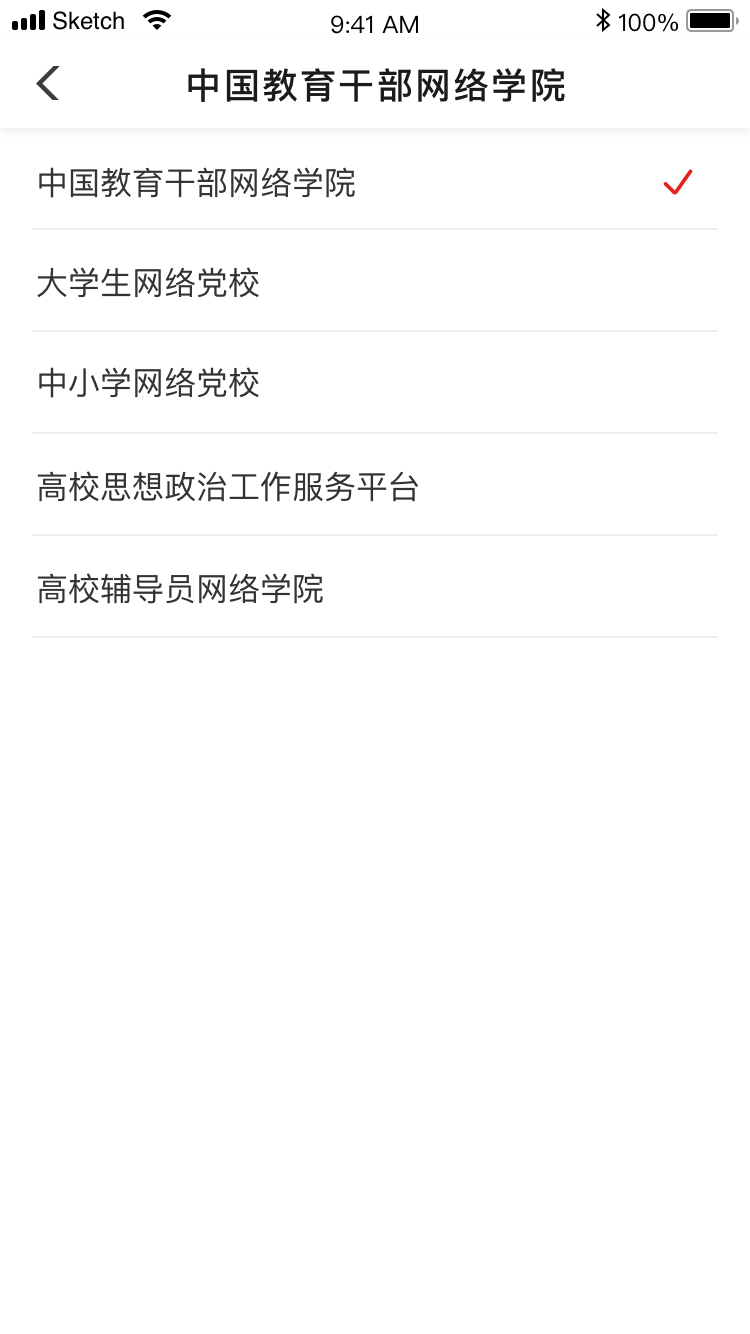 Sketch 9:41 AM 100%
中国教育干部网络学院
中国教育干部网络学院
大学生网络党校
中小学网络党校
高校思想政治工作服务平台
高校辅导员网络学院